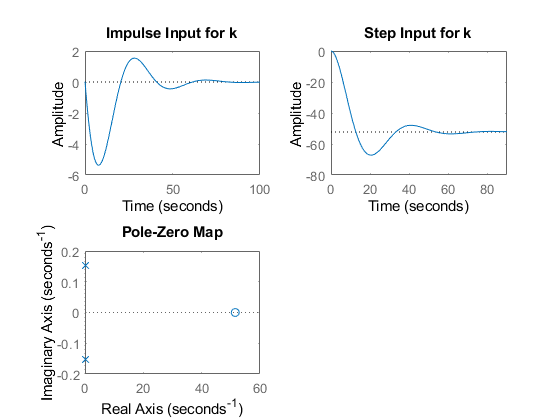 Impulse Input for k
2
0
-2
-4
-6
Amplitude
0 50 100
Time (seconds)
Step Input for k
0
-20
-40
-60
-80
Amplitude
0 20 40 60 80
Time (seconds)
Pole-Zero Map
0.2
0.1
0
-0.1
-0.2
Imaginary Axis (seconds⁻¹)
0 20 40 60
Real Axis (seconds⁻¹)